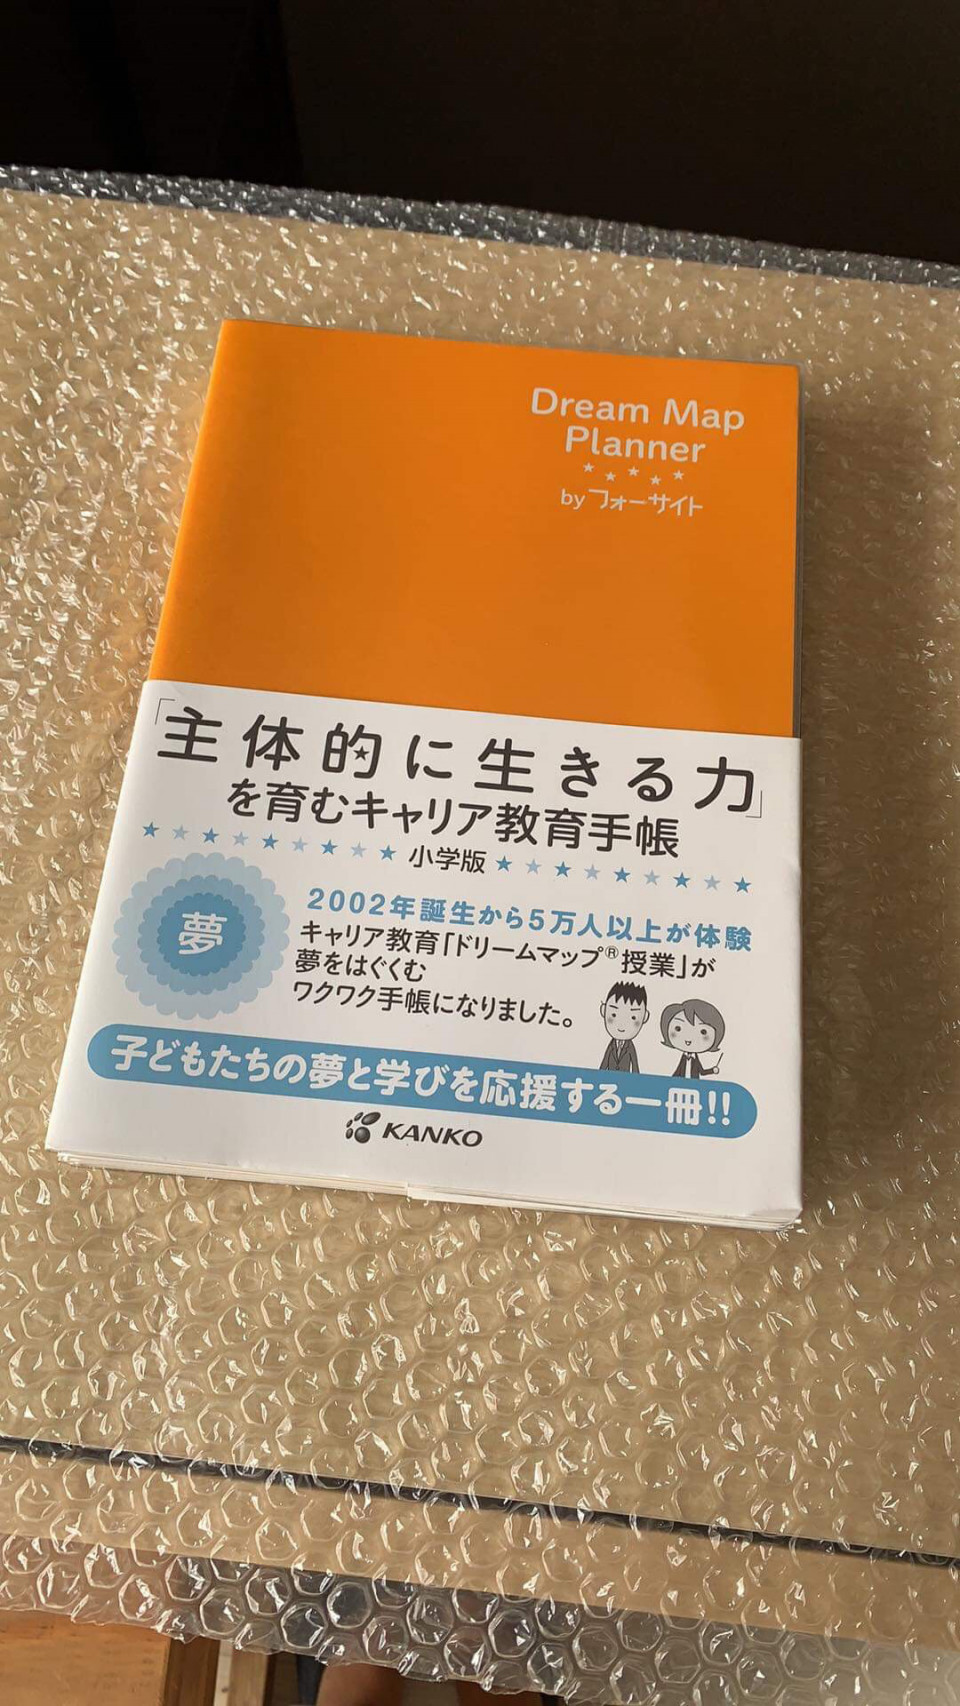 Dream Map
Planner
by フォーサイト
「主体的に生きる力」
を育むキャリア教育手帳
小学版
夢
2002年誕生から5万人以上が体験
キャリア教育「ドリームマップ®授業」が
夢をはぐくむ
ワクワク手帳になりました。
子どもたちの夢と学びを応援する一冊!!
KANKO